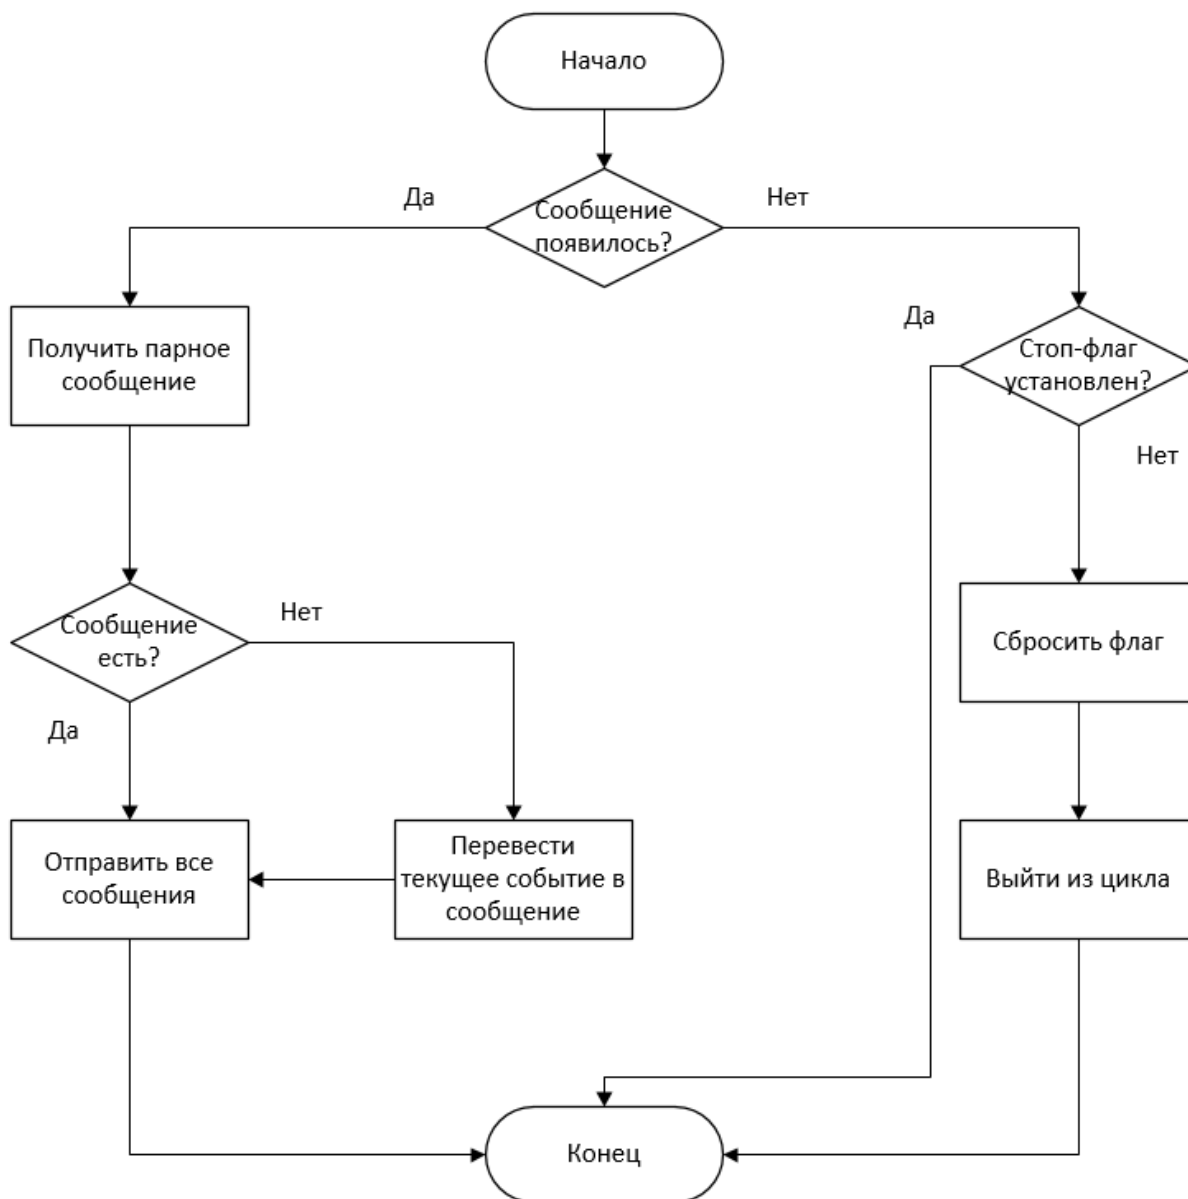 Начало
Да
Нет
Сообщение
появилось?
Получить парное
сообщение
Да
Стоп-флаг
установлен?
Нет
Сообщение
есть?
Нет
Да
Сбросить флаг
Отправить все
сообщения
Перевести
текущее событие в
сообщение
Выйти из цикла
Конец